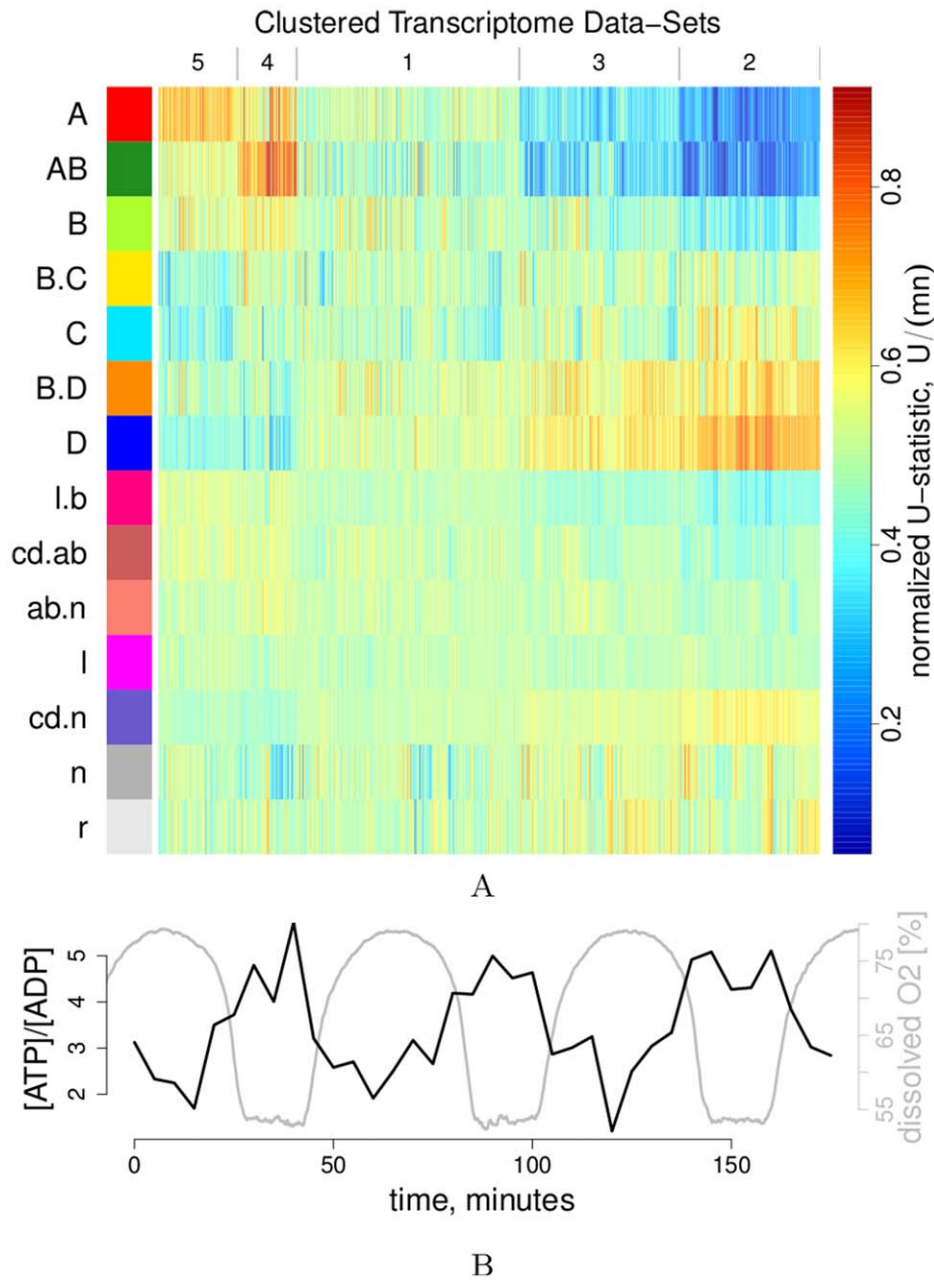 Clustered Transcriptome Data−Sets
5 4 1 3 2
A
AB
B
B.C
C
B.D
D
l.b
cd.ab
ab.n
l
cd.n
n
r
0.8
0.6
0.4
0.2
normalized U−statistic, U/(mn)
A
[ATP]/[ADP]
5
4
3
2
75
65
55
dissolved O2 [%]
0 50 100 150
time, minutes
B